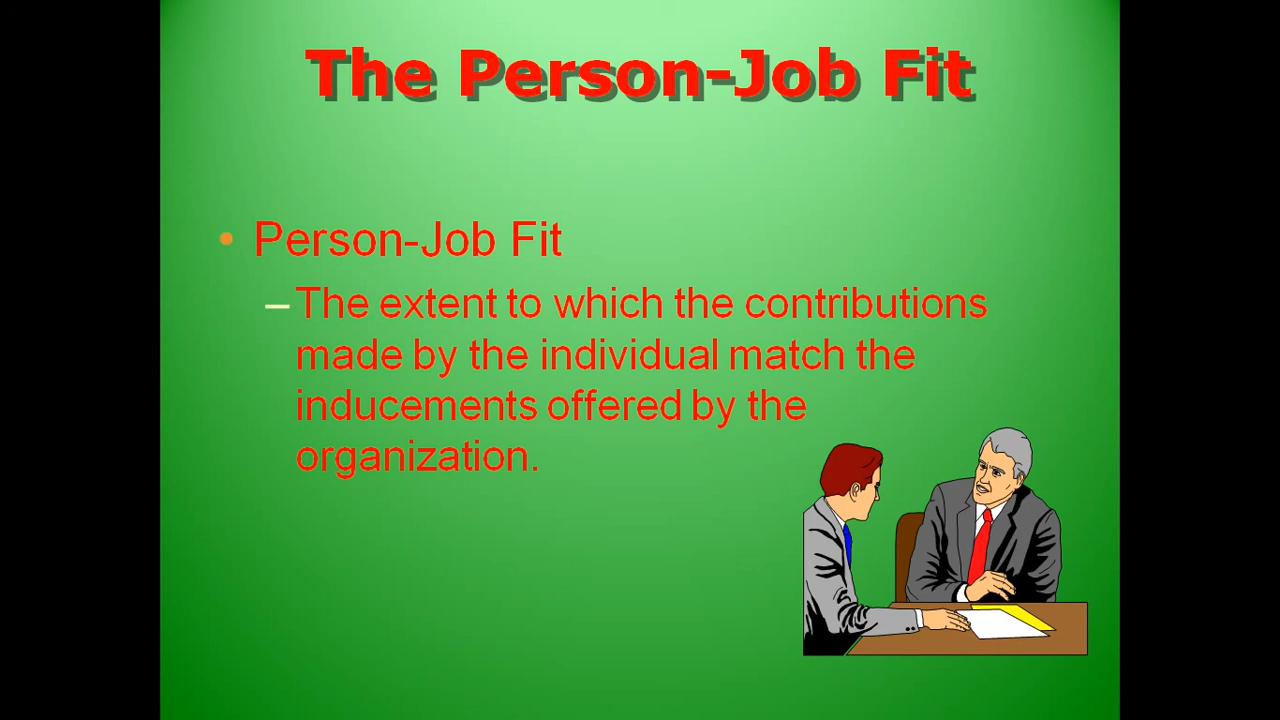 The Person-Job Fit
• Person-Job Fit
– The extent to which the contributions
made by the individual match the
inducements offered by the
organization.